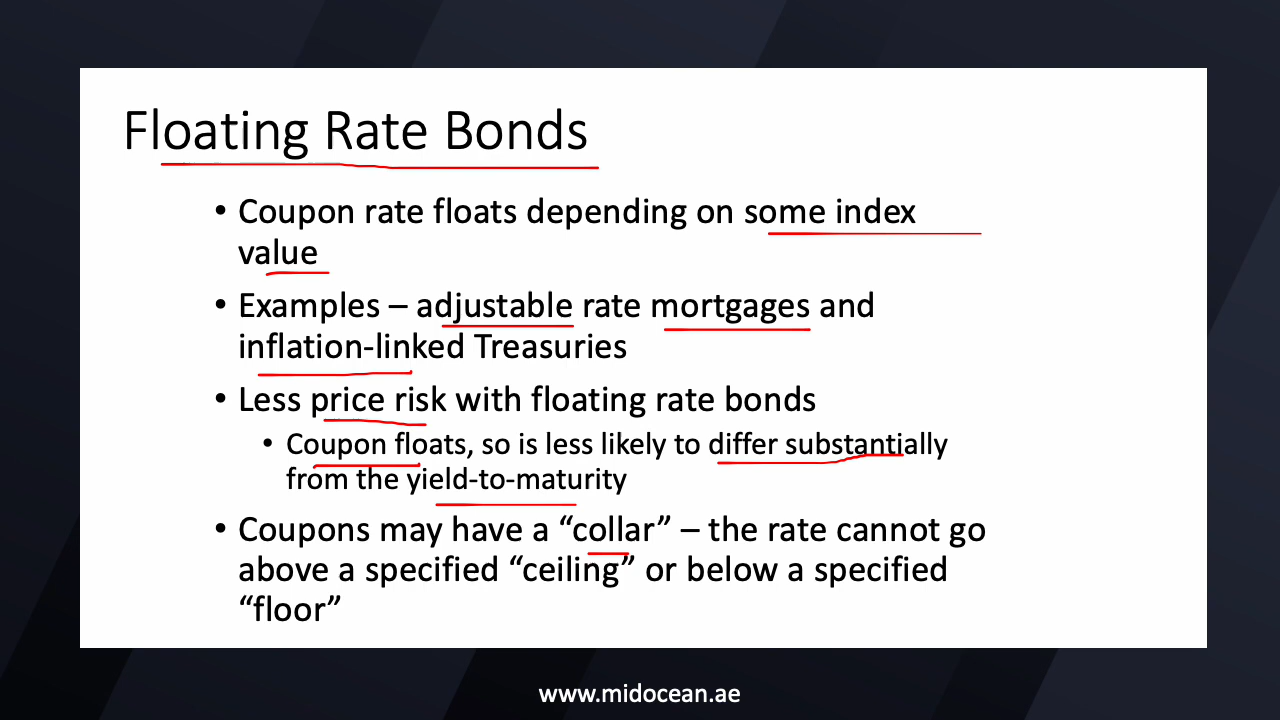 Floating Rate Bonds
• Coupon rate floats depending on some index
value
• Examples – adjustable rate mortgages and
inflation-linked Treasuries
• Less price risk with floating rate bonds
• Coupon floats, so is less likely to differ substantially
from the yield-to-maturity
• Coupons may have a “collar” – the rate cannot go
above a specified “ceiling” or below a specified
“floor”
www.midocean.ae